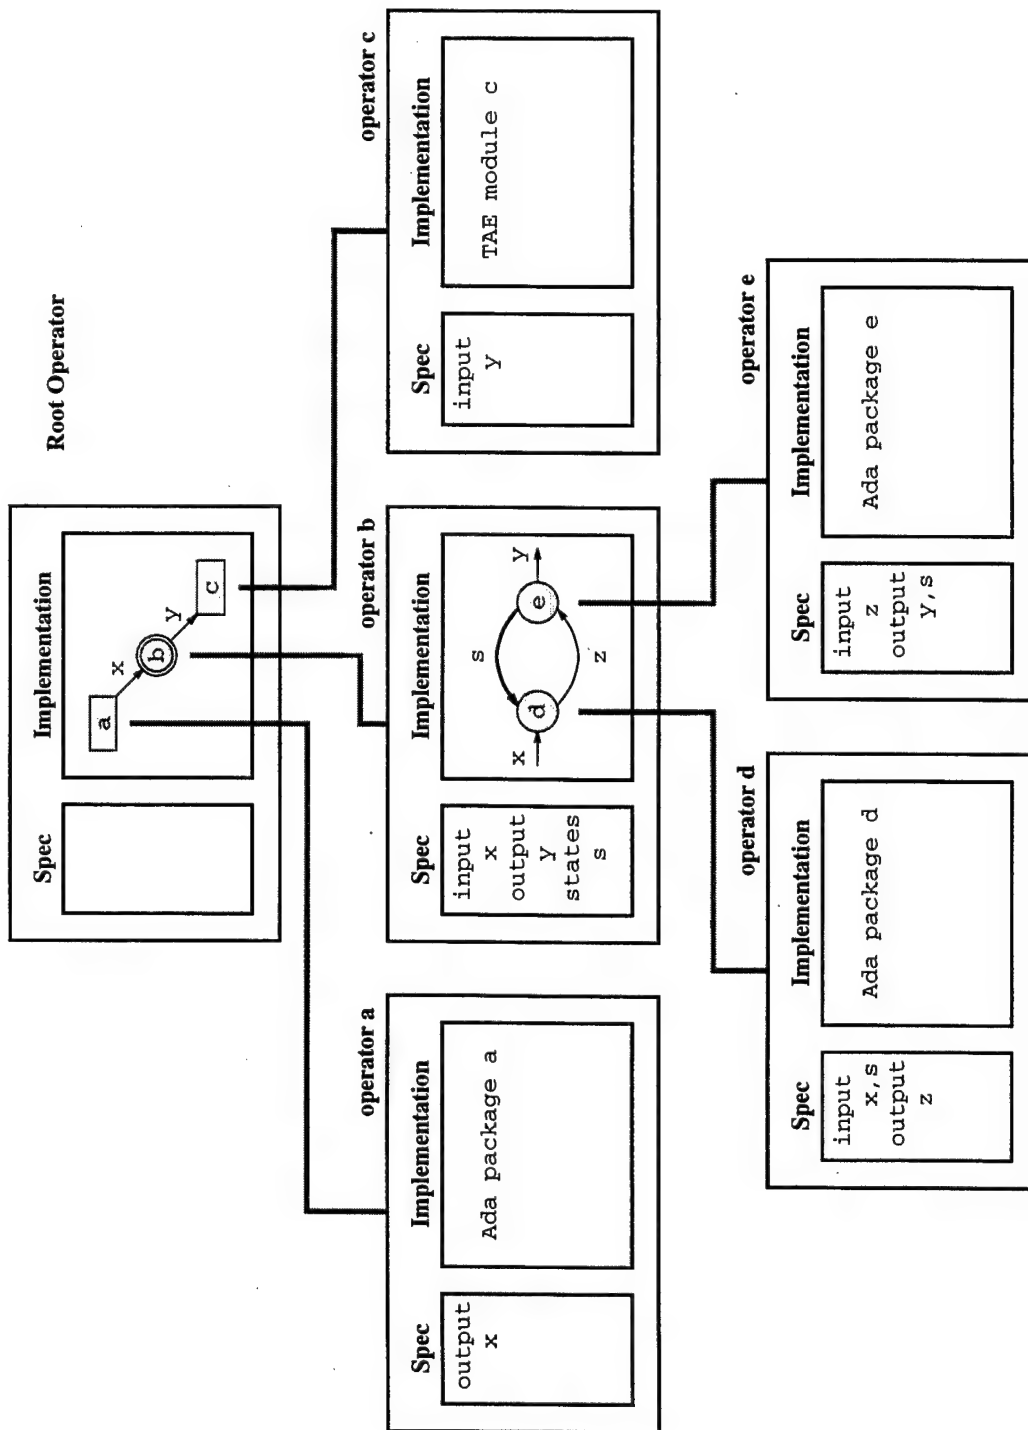 Root Operator
Spec
Implementation
a
x
b
y
c
operator a
Spec
output
x
Implementation
Ada package a
operator b
Spec
input
x
output
y
states
s
Implementation
x
d
s
z
e
y
operator c
Spec
input
y
Implementation
TAE module c
operator d
Spec
input
x,s
output
z
Implementation
Ada package d
operator e
Spec
input
z
output
y,s
Implementation
Ada package e